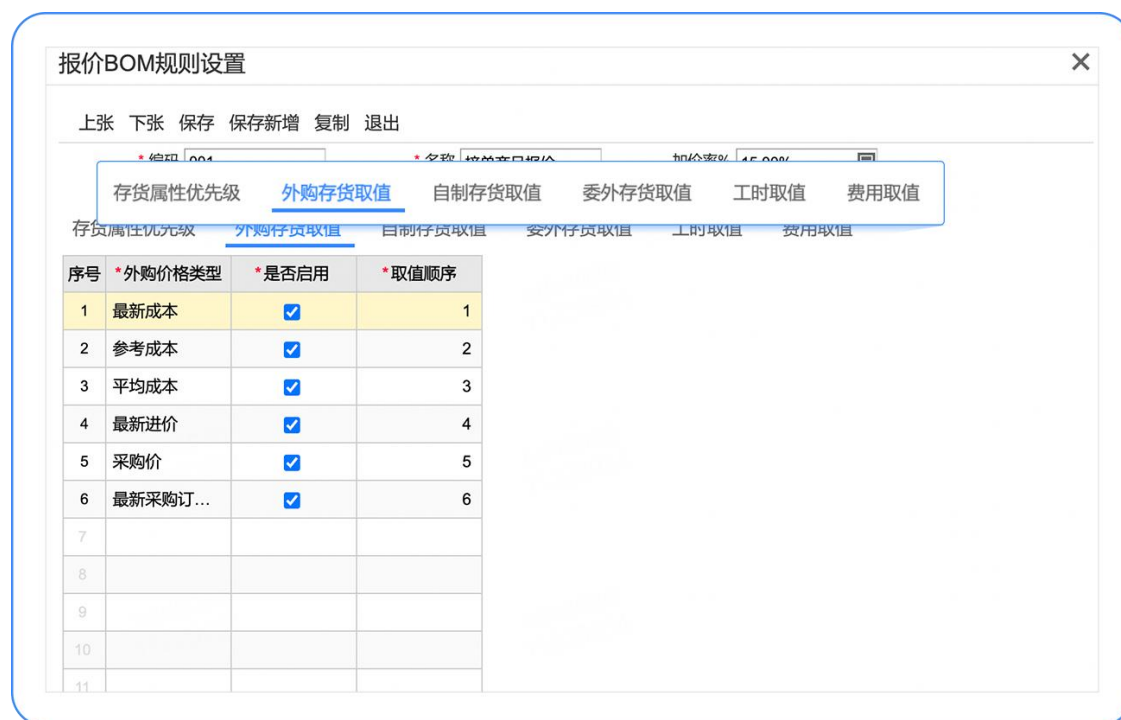 报价BOM规则设置
上张 下张 保存 保存新增 复制 退出
* 编码 001 * 名称 接单产品报价 加价率% 15.00%
存货属性优先级 外购存货取值 自制存货取值 委外存货取值 工时取值 费用取值
存货属性优先级 外购存货取值 自制存货取值 委外存货取值 工时取值 费用取值
序号 *外购价格类型 *是否启用 *取值顺序
1 最新成本 1
2 参考成本 2
3 平均成本 3
4 最新进价 4
5 采购价 5
6 最新采购订... 6
7
8
9
10
11